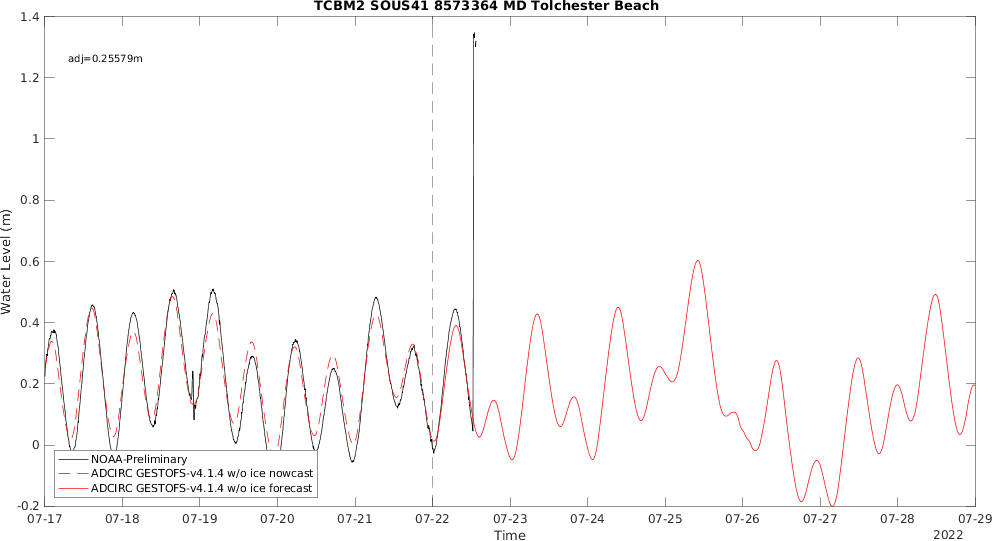 TCBM2 SOUS41 8573364 MD Tolchester Beach
adj=0.25579m
1.4
1.2
1
0.8
0.6
0.4
0.2
0
-0.2
Water Level (m)
NOAA-Preliminary
ADCIRC GESTOFS-v4.1.4 w/o ice nowcast
ADCIRC GESTOFS-v4.1.4 w/o ice forecast
07-17 07-18 07-19 07-20 07-21 07-22 07-23 07-24 07-25 07-26 07-27 07-28 07-29
Time
2022